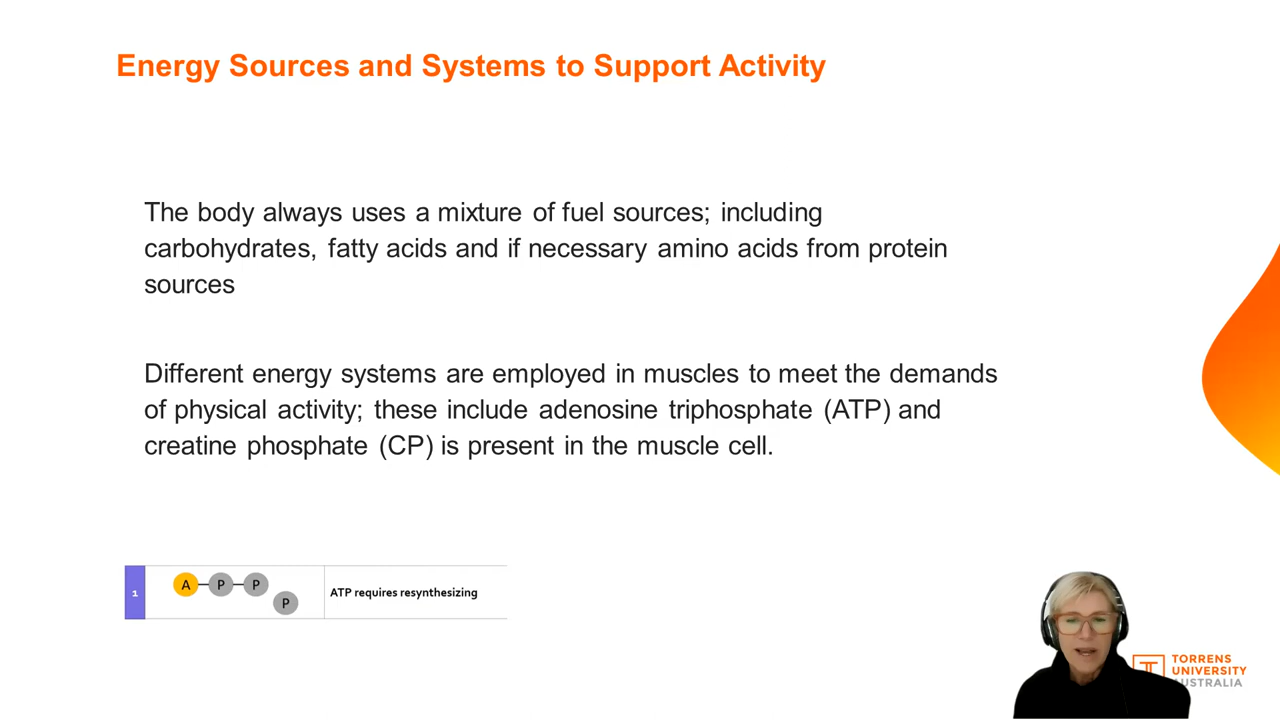 Energy Sources and Systems to Support Activity
The body always uses a mixture of fuel sources; including
carbohydrates, fatty acids and if necessary amino acids from protein
sources
Different energy systems are employed in muscles to meet the demands
of physical activity; these include adenosine triphosphate (ATP) and
creatine phosphate (CP) is present in the muscle cell.
1
A P P
P
ATP requires resynthesizing
TORRENS
UNIVERSITY
AUSTRALIA